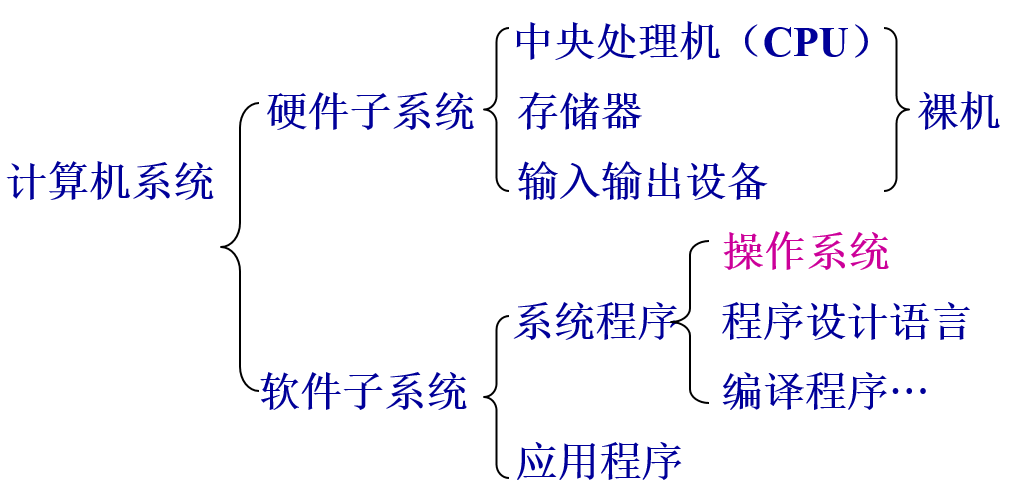 中央处理机（CPU）
硬件子系统
存储器
裸机
计算机系统
输入输出设备
操作系统
系统程序
程序设计语言
软件子系统
编译程序…
应用程序